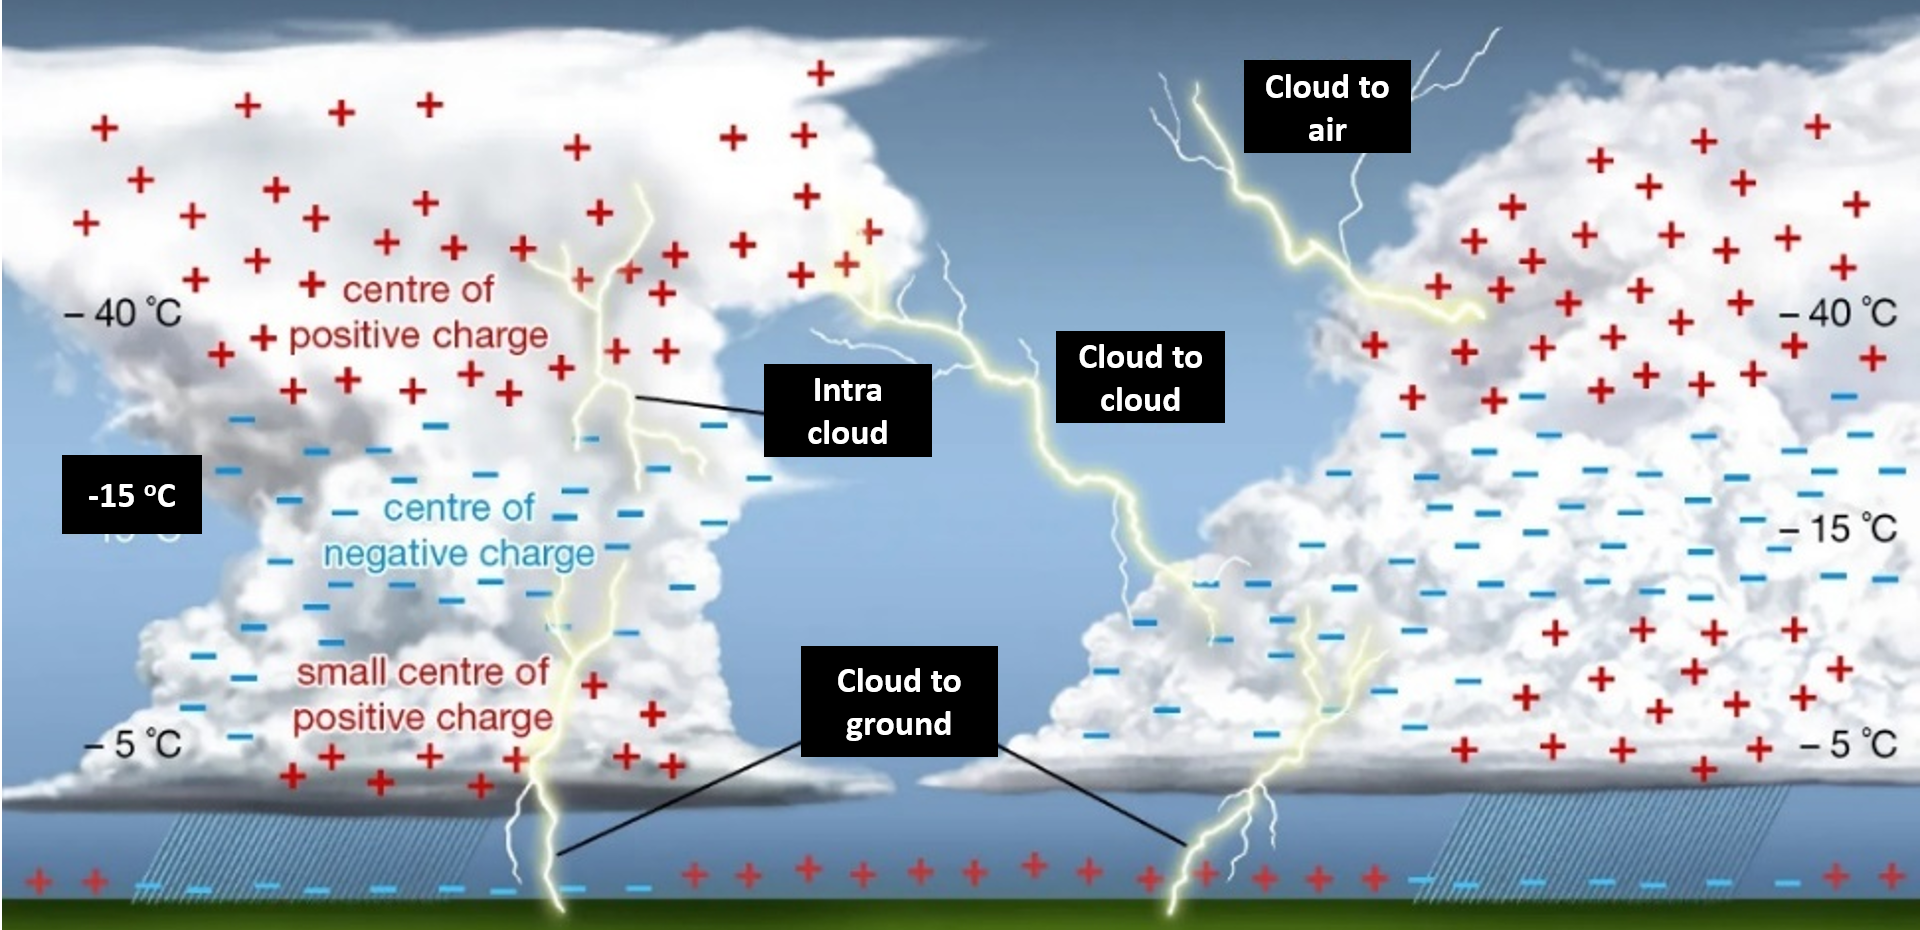 Cloud to
air
centre of
positive charge
– 40 °C
– 40 °C
Cloud to
cloud
Intra
cloud
-15 °C
centre of
negative charge
– 15 °C
small centre of
positive charge
Cloud to
ground
– 5 °C
– 5 °C